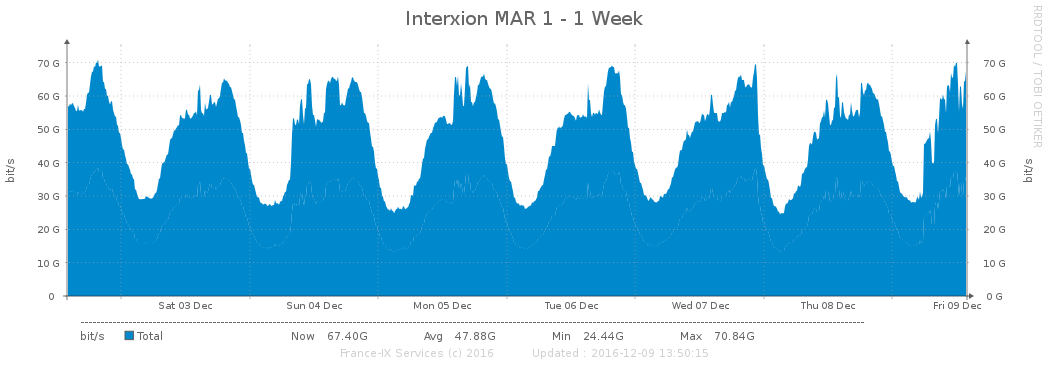 Interxion MAR 1 - 1 Week
RRDTOOL / TOBI OETIKER
bit/s
bit/s
70 G 70 G
60 G 60 G
50 G 50 G
40 G 40 G
30 G 30 G
20 G 20 G
10 G 10 G
0 0 G
Sat 03 Dec Sun 04 Dec Mon 05 Dec Tue 06 Dec Wed 07 Dec Thu 08 Dec Fri 09 Dec
bit/s Total Now 67.40G Avg 47.88G Min 24.44G Max 70.84G
France-IX Services (c) 2016 Updated : 2016-12-09 13:50:15